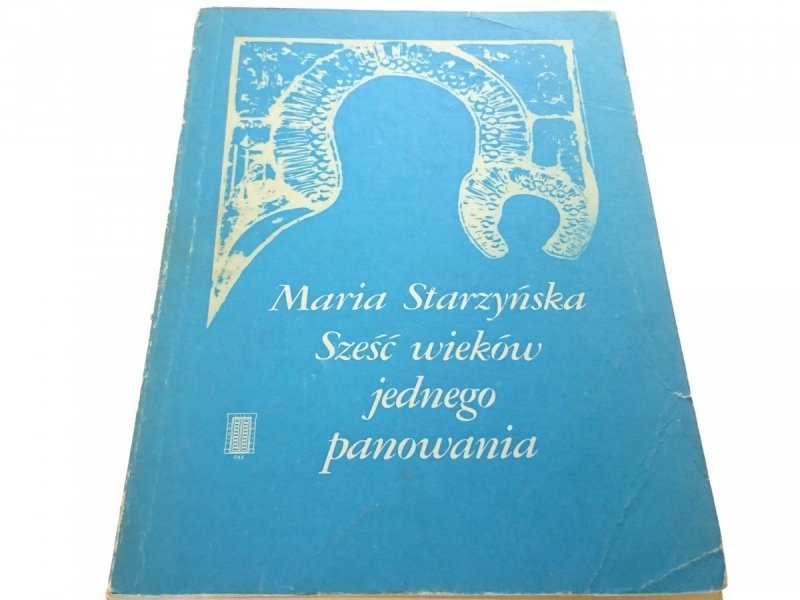 Maria Starzyńska
Sześć wieków
jednego
panowania
PAX